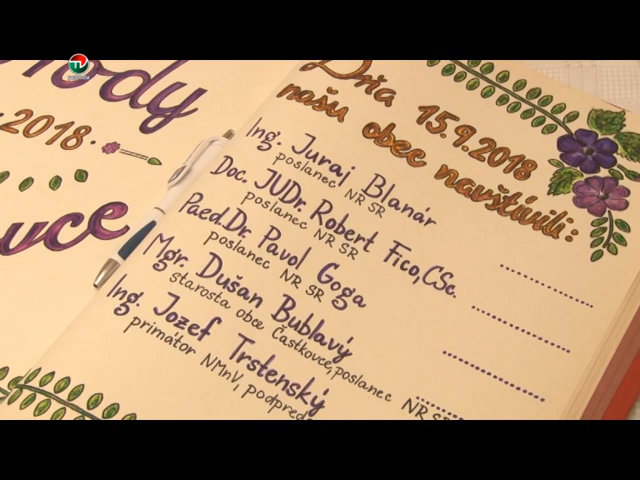 ody
.2018.
vce
Dňa 15.9.2018
našu obec navštívili:
Ing. Juraj Blanár
poslanec NR SR
Doc. JUDr. Robert Fico, CSc.
poslanec NR SR
Paed.Dr. Pavol Goga
poslanec NR SR
Mgr. Dušan Bublavý
starosta obce Častkovce, poslanec NR SR
Ing. Jozef Trstenský
primátor NMnV, podpred